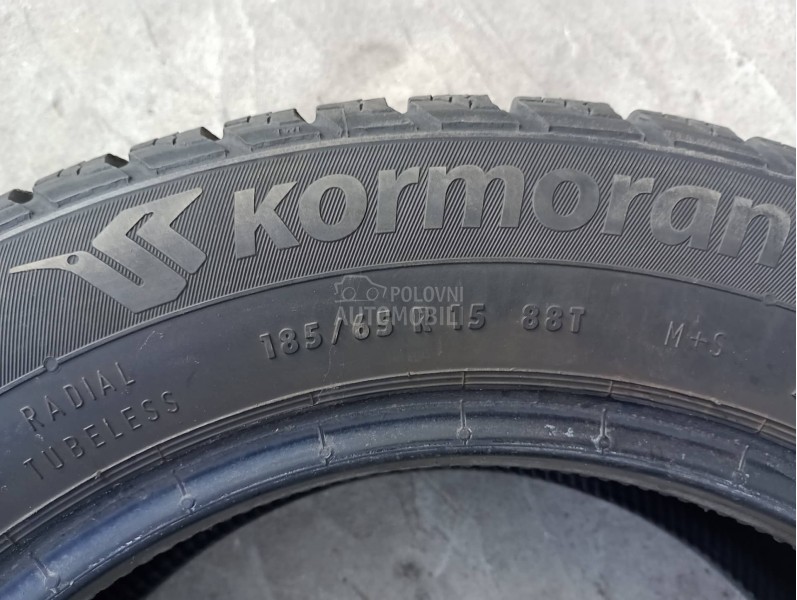 Kormoran
POLOVNI
AUTOMOBILI
185/65 R 15 88T M+S
RADIAL
TUBELESS